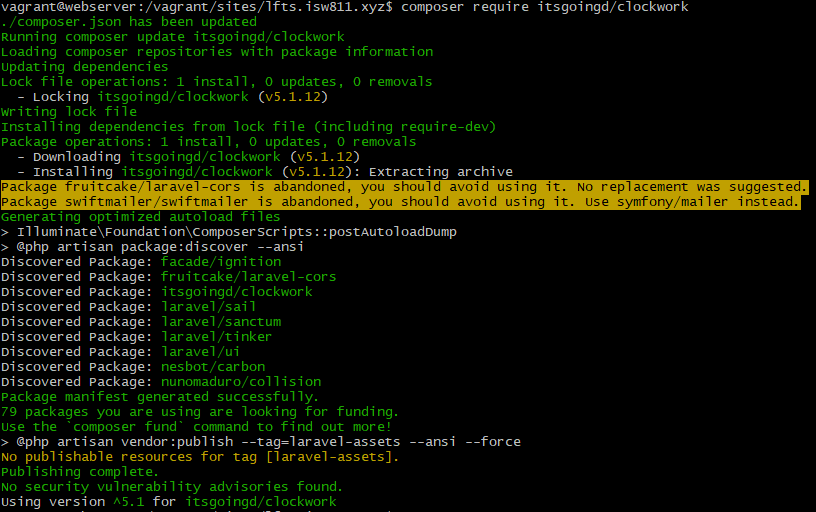 vagrant@webserver:/vagrant/sites/lfts.isw811.xyz$ composer require itsgoingd/clockwork
./composer.json has been updated
Running composer update itsgoingd/clockwork
Loading composer repositories with package information
Updating dependencies
Lock file operations: 1 install, 0 updates, 0 removals
  - Locking itsgoingd/clockwork (v5.1.12)
Writing lock file
Installing dependencies from lock file (including require-dev)
Package operations: 1 install, 0 updates, 0 removals
  - Downloading itsgoingd/clockwork (v5.1.12)
  - Installing itsgoingd/clockwork (v5.1.12): Extracting archive
Package fruitcake/laravel-cors is abandoned, you should avoid using it. No replacement was suggested.
Package swiftmailer/swiftmailer is abandoned, you should avoid using it. Use symfony/mailer instead.
Generating optimized autoload files
> Illuminate\Foundation\ComposerScripts::postAutoloadDump
> @php artisan package:discover --ansi
Discovered Package: facade/ignition
Discovered Package: fruitcake/laravel-cors
Discovered Package: itsgoingd/clockwork
Discovered Package: laravel/sail
Discovered Package: laravel/sanctum
Discovered Package: laravel/tinker
Discovered Package: laravel/ui
Discovered Package: nesbot/carbon
Discovered Package: nunomaduro/collision
Package manifest generated successfully.
79 packages you are using are looking for funding.
Use the `composer fund` command to find out more!
> @php artisan vendor:publish --tag=laravel-assets --ansi --force
No publishable resources for tag [laravel-assets].
Publishing complete.
No security vulnerability advisories found.
Using version ^5.1 for itsgoingd/clockwork